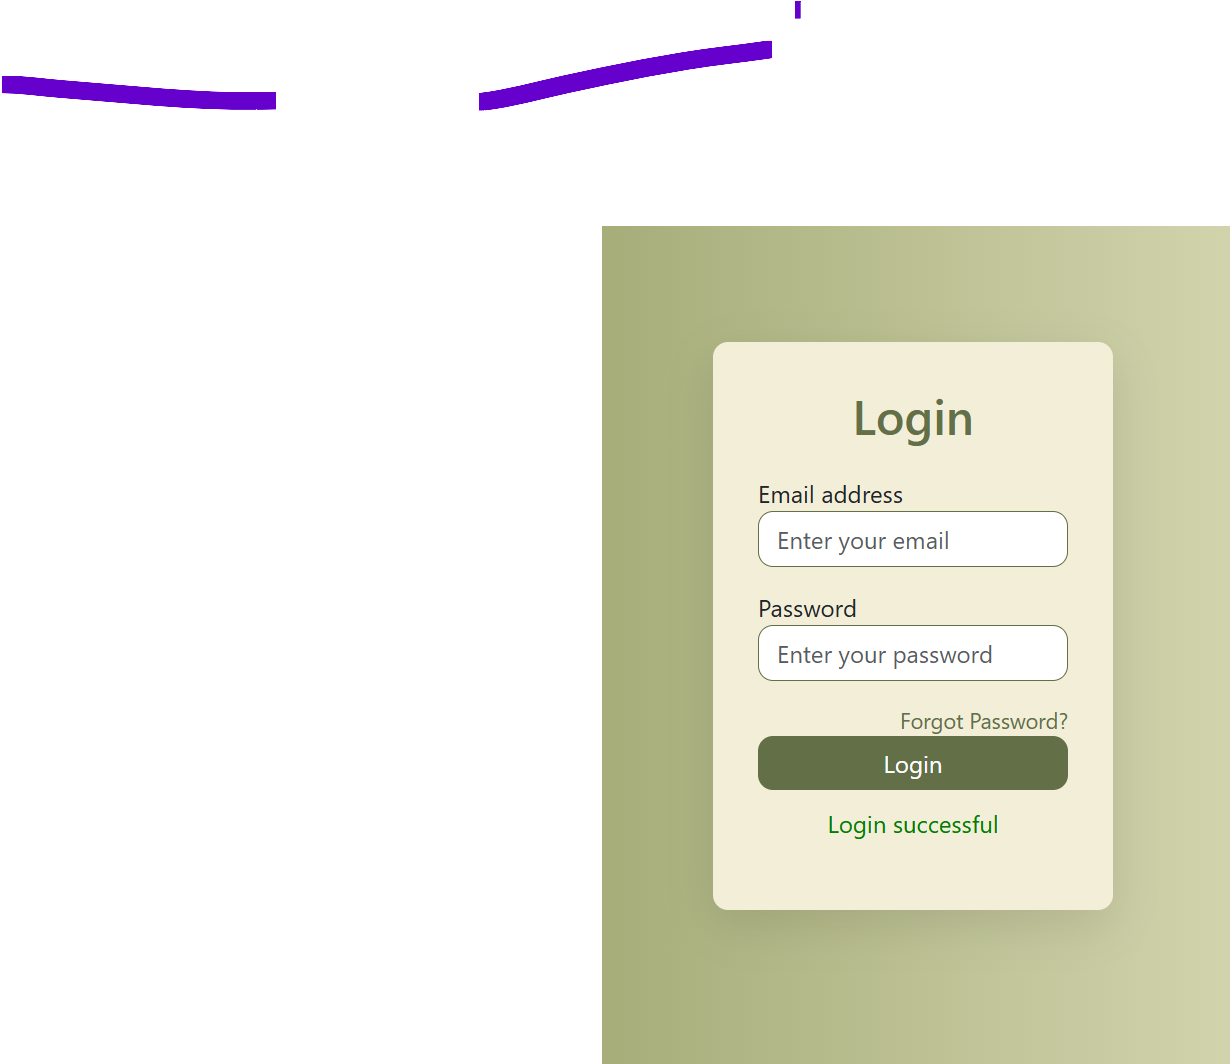 Login
Email address
Enter your email
Password
Enter your password
Forgot Password?
Login
Login successful